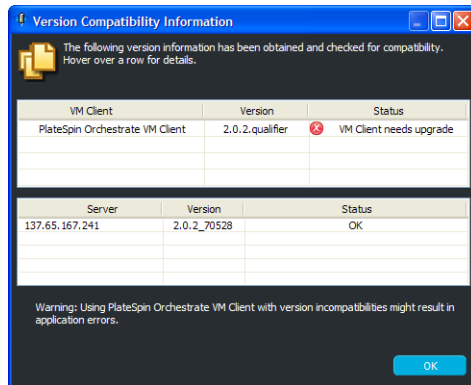 Version Compatibility Information
The following version information has been obtained and checked for compatibility.
Hover over a row for details.
VM Client Version Status
PlateSpin Orchestrate VM Client 2.0.2.qualifier VM Client needs upgrade
Server Version Status
137.65.167.241 2.0.2_70528 OK
Warning: Using PlateSpin Orchestrate VM Client with version incompatibilities might result in
application errors.
OK